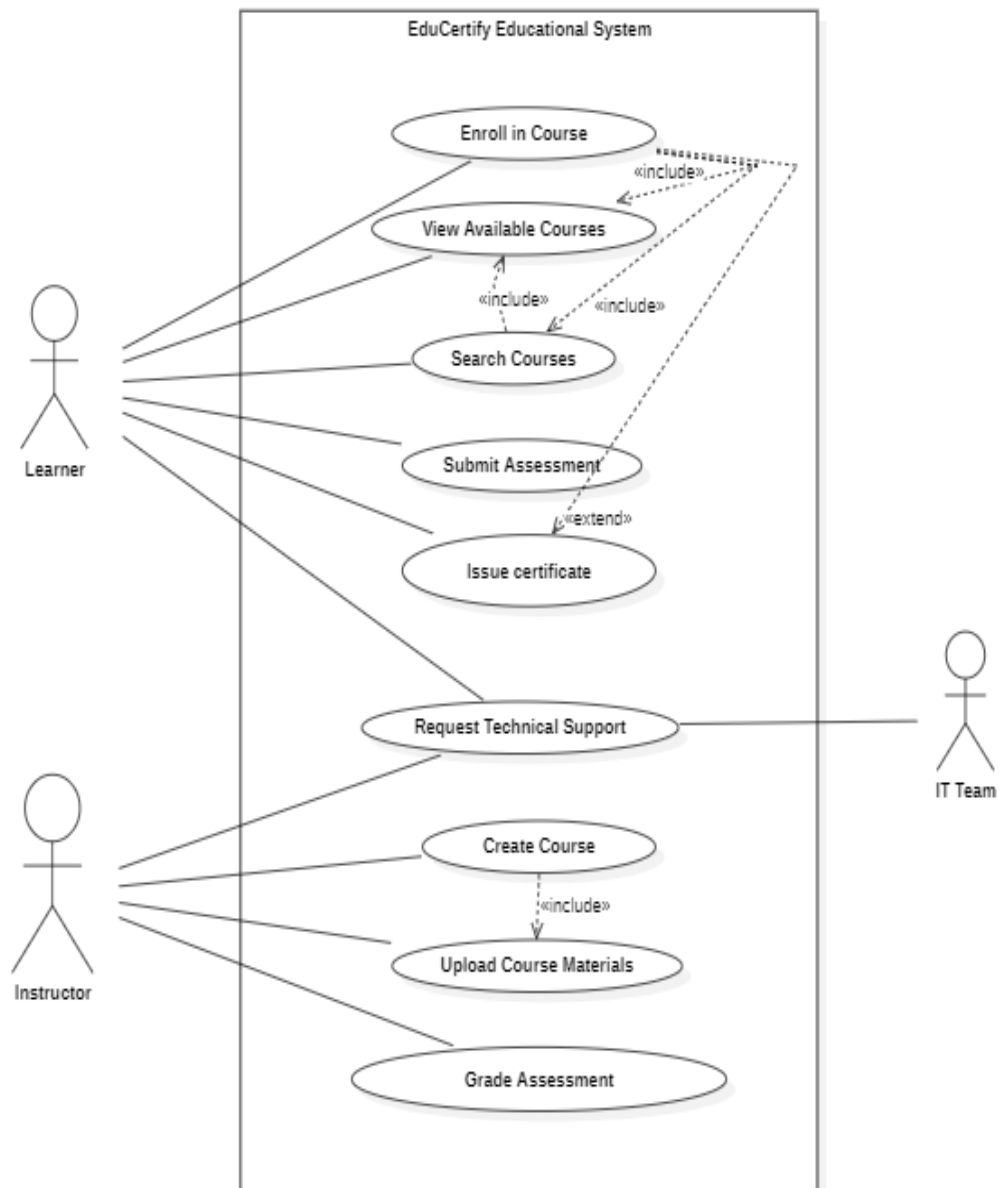 EduCertify Educational System
Enroll in Course
«include»
View Available Courses
«include»
«include»
Search Courses
Learner
Submit Assessment
«extend»
Issue certificate
Request Technical Support
IT Team
Create Course
«include»
Upload Course Materials
Instructor
Grade Assessment